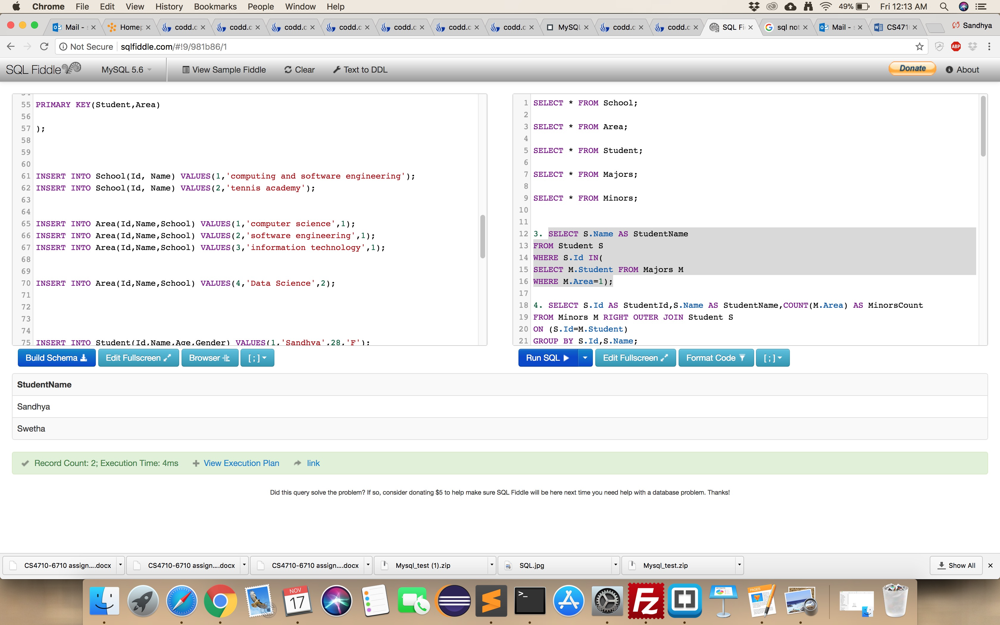 Chrome File Edit View History Bookmarks People Window Help 49% Fri 12:13 AM
Mail - Homep codd.c codd.c codd.c codd.c codd.c codd.c codd.c MySQL codd.c codd.c SQL Fi sql not Mail - CS471 Sandhya
Not Secure sqlfiddle.com/#!9/981b86/1 ABP
SQL Fiddle MySQL 5.6 View Sample Fiddle Clear Text to DDL Donate About
55 PRIMARY KEY(Student,Area)
56
57 );
58
59
60
61 INSERT INTO School(Id, Name) VALUES(1,'computing and software engineering');
62 INSERT INTO School(Id, Name) VALUES(2,'tennis academy');
63
64
65 INSERT INTO Area(Id,Name,School) VALUES(1,'computer science',1);
66 INSERT INTO Area(Id,Name,School) VALUES(2,'software engineering',1);
67 INSERT INTO Area(Id,Name,School) VALUES(3,'information technology',1);
68
69
70 INSERT INTO Area(Id,Name,School) VALUES(4,'Data Science',2);
71
72
73
74
75 INSERT INTO Student(Id,Name,Age,Gender) VALUES(1,'Sandhya',28,'F');
1 SELECT * FROM School;
2
3 SELECT * FROM Area;
4
5 SELECT * FROM Student;
6
7 SELECT * FROM Majors;
8
9 SELECT * FROM Minors;
10
11
12 3. SELECT S.Name AS StudentName
13 FROM Student S
14 WHERE S.Id IN(
15 SELECT M.Student FROM Majors M
16 WHERE M.Area=1);
17
18 4. SELECT S.Id AS StudentId,S.Name AS StudentName,COUNT(M.Area) AS MinorsCount
19 FROM Minors M RIGHT OUTER JOIN Student S
20 ON (S.Id=M.Student)
21 GROUP BY S.Id,S.Name;
Build Schema Edit Fullscreen Browser [ ; ]
Run SQL Edit Fullscreen Format Code [ ; ]
StudentName
Sandhya
Swetha
Record Count: 2; Execution Time: 4ms View Execution Plan link
Did this query solve the problem? If so, consider donating $5 to help make sure SQL Fiddle will be here next time you need help with a database problem. Thanks!
CS4710-6710 assign....docx CS4710-6710 assign....docx CS4710-6710 assign....docx Mysql_test (1).zip SQL.jpg Mysql_test.zip Show All
NOV
17
>_
Fz
KEYNOTE
PAGES